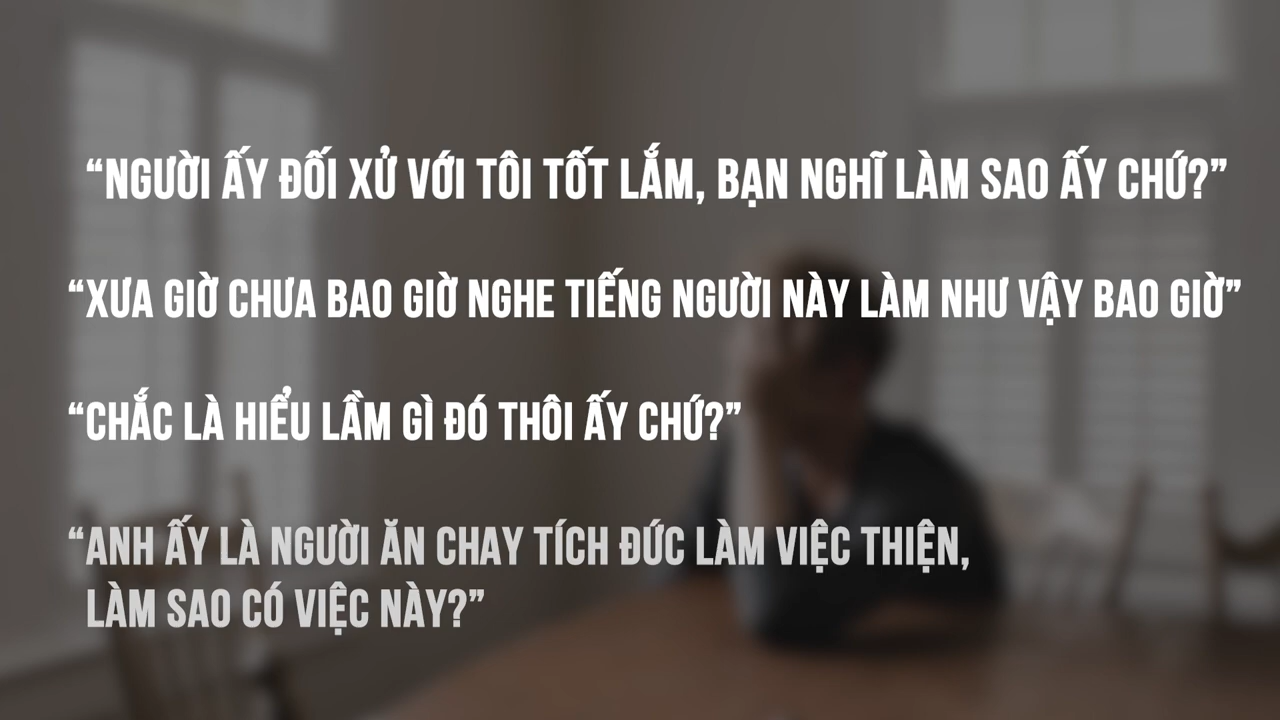 “NGƯỜI ẤY ĐỐI XỬ VỚI TÔI TỐT LẮM, BẠN NGHĨ LÀM SAO ẤY CHỨ?”
“XƯA GIỜ CHƯA BAO GIỜ NGHE TIẾNG NGƯỜI NÀY LÀM NHƯ VẬY BAO GIỜ”
“CHẮC LÀ HIỂU LẦM GÌ ĐÓ THÔI ẤY CHỨ?”
“ANH ẤY LÀ NGƯỜI ĂN CHAY TÍCH ĐỨC LÀM VIỆC THIỆN,
LÀM SAO CÓ VIỆC NÀY?”